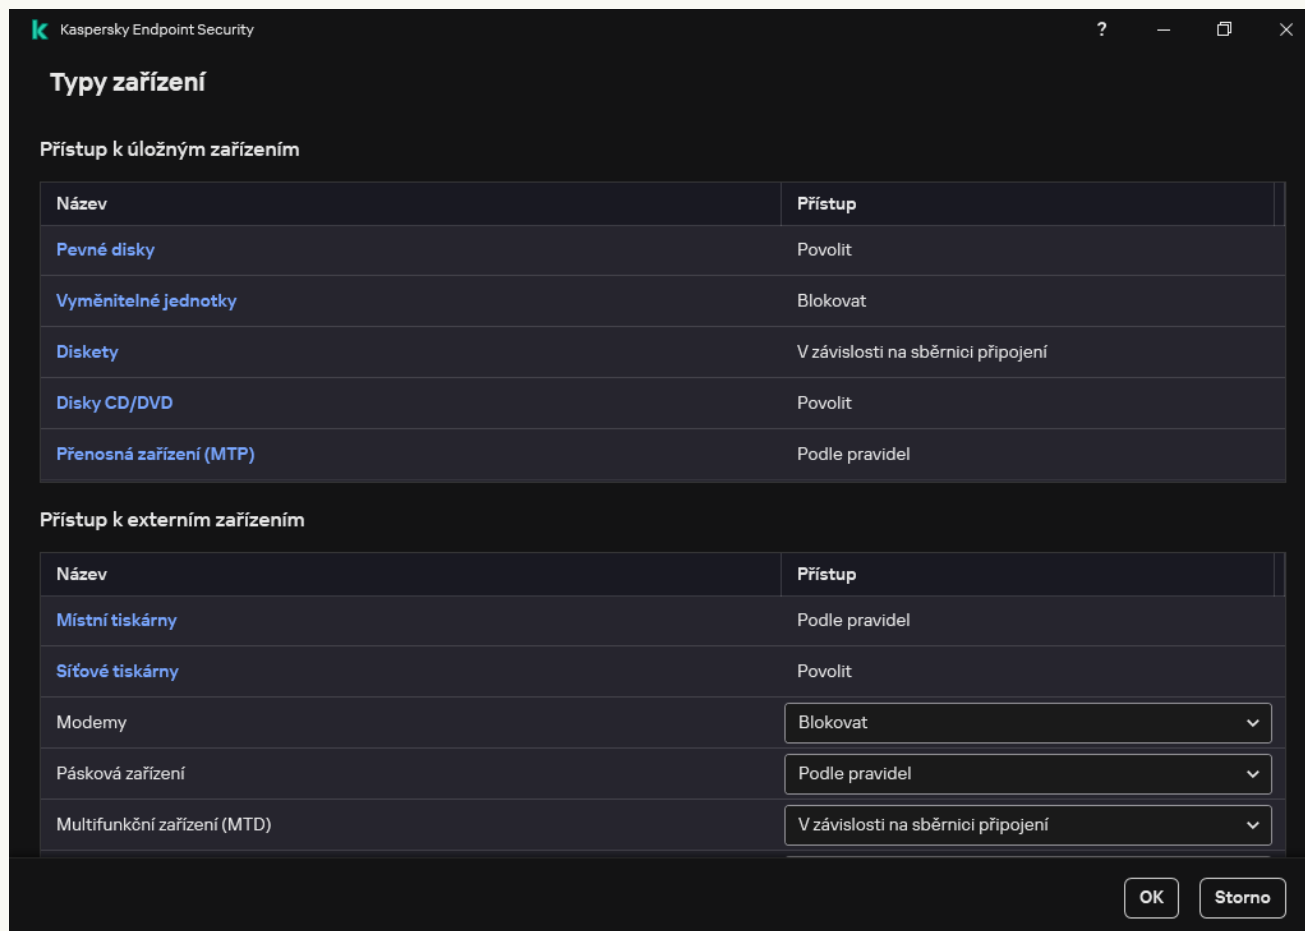 Kaspersky Endpoint Security ?
Typy zařízení
Přístup k úložným zařízením
Název Přístup
Pevné disky Povolit
Vyměnitelné jednotky Blokovat
Diskety V závislosti na sběrnici připojení
Disky CD/DVD Povolit
Přenosná zařízení (MTP) Podle pravidel
Přístup k externím zařízením
Název Přístup
Místní tiskárny Podle pravidel
Síťové tiskárny Povolit
Modemy Blokovat
Pásková zařízení Podle pravidel
Multifunkční zařízení (MTD) V závislosti na sběrnici připojení
OK Storno